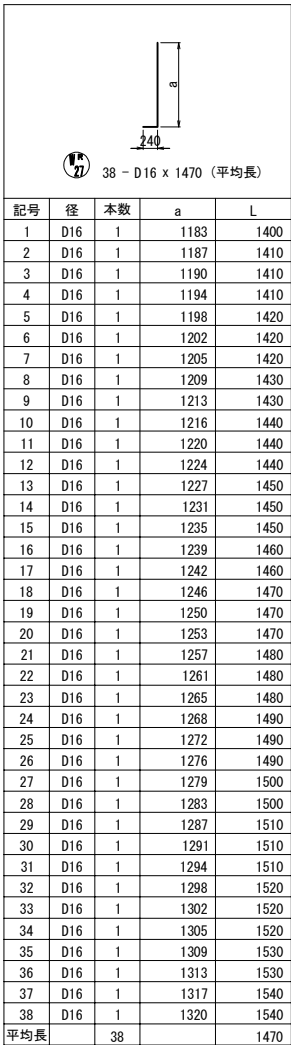 a
240
W R
27
38 - D16 x 1470 (平均長)
記号 径 本数 a L
1 D16 1 1183 1400
2 D16 1 1187 1410
3 D16 1 1190 1410
4 D16 1 1194 1410
5 D16 1 1198 1420
6 D16 1 1202 1420
7 D16 1 1205 1420
8 D16 1 1209 1430
9 D16 1 1213 1430
10 D16 1 1216 1440
11 D16 1 1220 1440
12 D16 1 1224 1440
13 D16 1 1227 1450
14 D16 1 1231 1450
15 D16 1 1235 1450
16 D16 1 1239 1460
17 D16 1 1242 1460
18 D16 1 1246 1470
19 D16 1 1250 1470
20 D16 1 1253 1470
21 D16 1 1257 1480
22 D16 1 1261 1480
23 D16 1 1265 1480
24 D16 1 1268 1490
25 D16 1 1272 1490
26 D16 1 1276 1490
27 D16 1 1279 1500
28 D16 1 1283 1500
29 D16 1 1287 1510
30 D16 1 1291 1510
31 D16 1 1294 1510
32 D16 1 1298 1520
33 D16 1 1302 1520
34 D16 1 1305 1520
35 D16 1 1309 1530
36 D16 1 1313 1530
37 D16 1 1317 1540
38 D16 1 1320 1540
平均長 38 1470